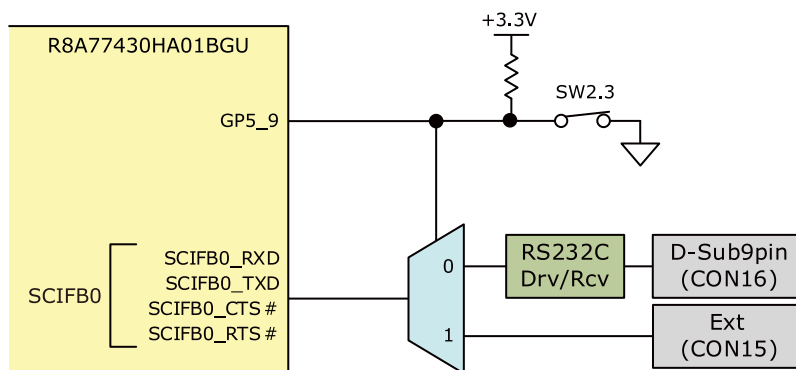 R8A77430HA01BGU
+3.3V
SW2.3
GP5_9
SCIFB0
SCIFB0_RXD
SCIFB0_TXD
SCIFB0_CTS#
SCIFB0_RTS#
0
1
RS232C
Drv/Rcv
D-Sub9pin
(CON16)
Ext
(CON15)